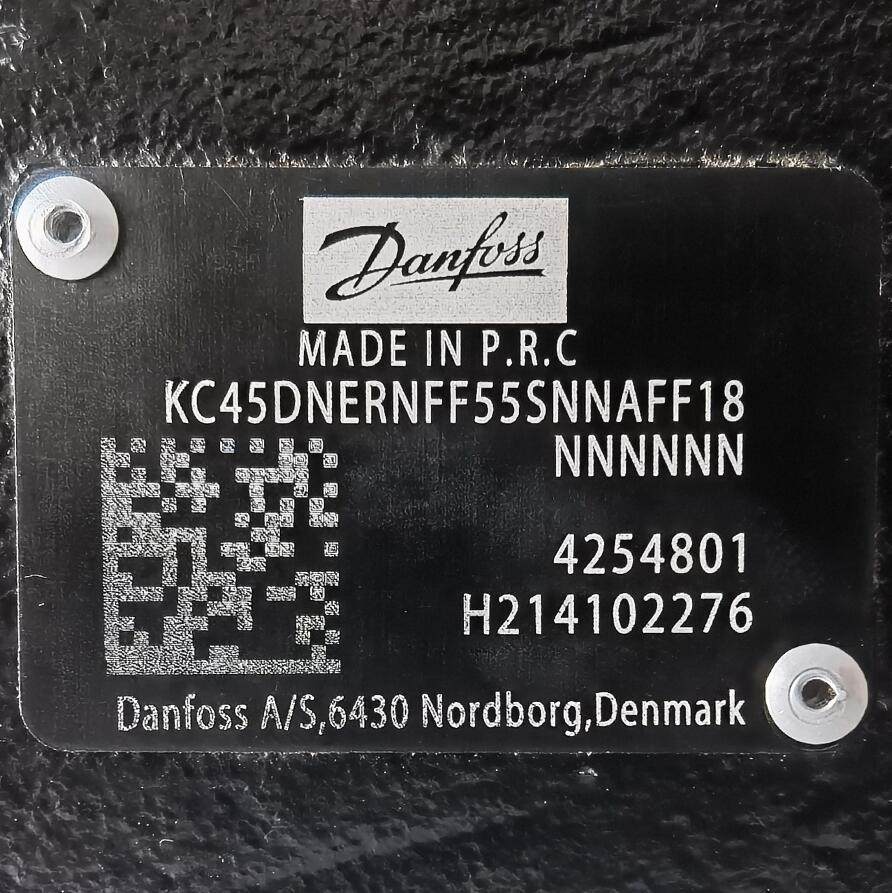 Danfoss
MADE IN P.R.C
KC45DNERNFF55SNNAFF18
NNNNNN
4254801
H214102276
Danfoss A/S,6430 Nordborg,Denmark